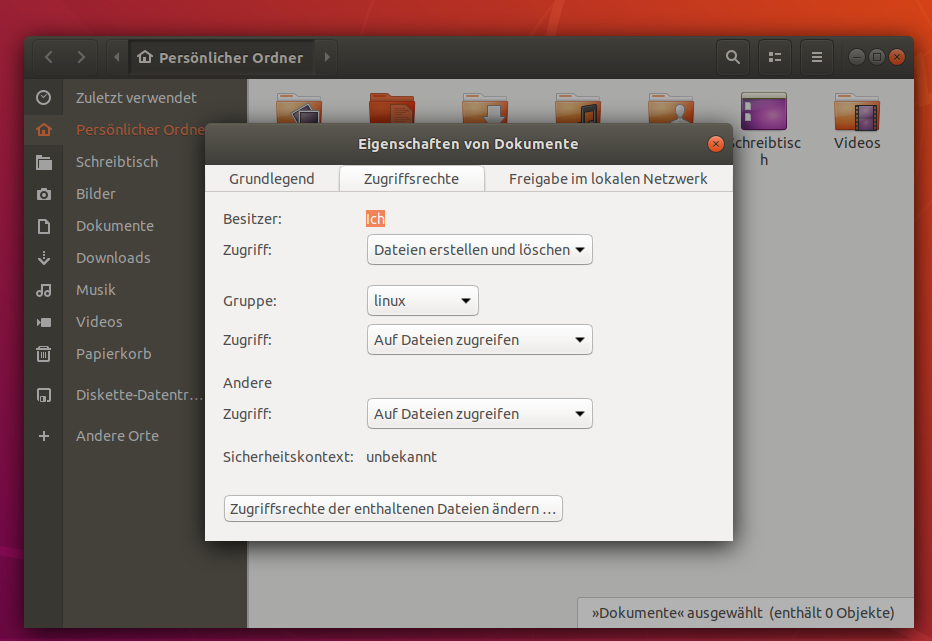 Persönlicher Ordner
Zuletzt verwendet
Persönlicher Ordne
Schreibtisch
Bilder
Dokumente
Downloads
Musik
Videos
Papierkorb
Diskette-Datentr…
Andere Orte
Schreibtisc
h
Videos
Eigenschaften von Dokumente
Grundlegend
Zugriffsrechte
Freigabe im lokalen Netzwerk
Besitzer: Ich
Zugriff: Dateien erstellen und löschen
Gruppe: linux
Zugriff: Auf Dateien zugreifen
Andere
Zugriff: Auf Dateien zugreifen
Sicherheitskontext: unbekannt
Zugriffsrechte der enthaltenen Dateien ändern …
»Dokumente« ausgewählt (enthält 0 Objekte)